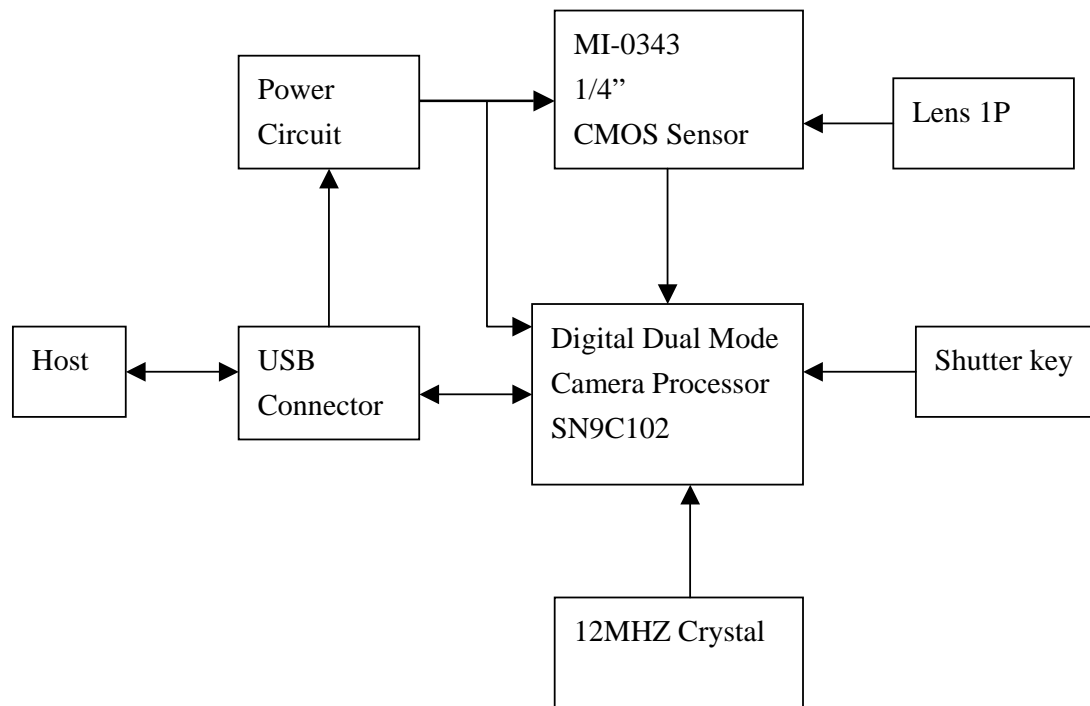 MI-0343
1/4”
CMOS Sensor
Power
Circuit
Lens 1P
Host
USB
Connector
Digital Dual Mode
Camera Processor
SN9C102
Shutter key
12MHZ Crystal